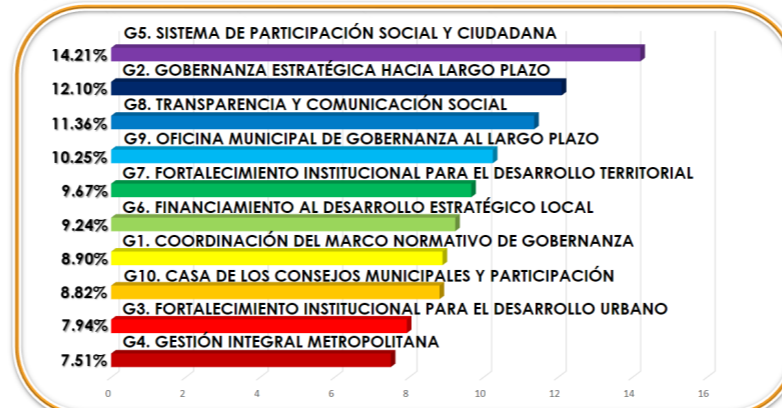 G5. SISTEMA DE PARTICIPACIÓN SOCIAL Y CIUDADANA
14.21%
G2. GOBERNANZA ESTRATÉGICA HACIA LARGO PLAZO
12.10%
G8. TRANSPARENCIA Y COMUNICACIÓN SOCIAL
11.36%
G9. OFICINA MUNICIPAL DE GOBERNANZA AL LARGO PLAZO
10.25%
G7. FORTALECIMIENTO INSTITUCIONAL PARA EL DESARROLLO TERRITORIAL
9.67%
G6. FINANCIAMIENTO AL DESARROLLO ESTRATÉGICO LOCAL
9.24%
G1. COORDINACIÓN DEL MARCO NORMATIVO DE GOBERNANZA
8.90%
G10. CASA DE LOS CONSEJOS MUNICIPALES Y PARTICIPACIÓN
8.82%
G3. FORTALECIMIENTO INSTITUCIONAL PARA EL DESARROLLO URBANO
7.94%
G4. GESTIÓN INTEGRAL METROPOLITANA
7.51%
0 2 4 6 8 10 12 14 16